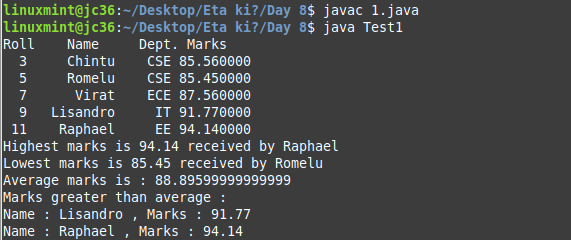 linuxmint@jc36:~/Desktop/Eta ki?/Day 8$ javac 1.java
linuxmint@jc36:~/Desktop/Eta ki?/Day 8$ java Test1
Roll    Name     Dept. Marks
  3     Chintu    CSE 85.560000
  5     Romelu    CSE 85.450000
  7      Virat    ECE 87.560000
  9   Lisandro     IT 91.770000
 11    Raphael     EE 94.140000
Highest marks is 94.14 received by Raphael
Lowest marks is 85.45 received by Romelu
Average marks is : 88.89599999999999
Marks greater than average :
Name : Lisandro , Marks : 91.77
Name : Raphael , Marks : 94.14